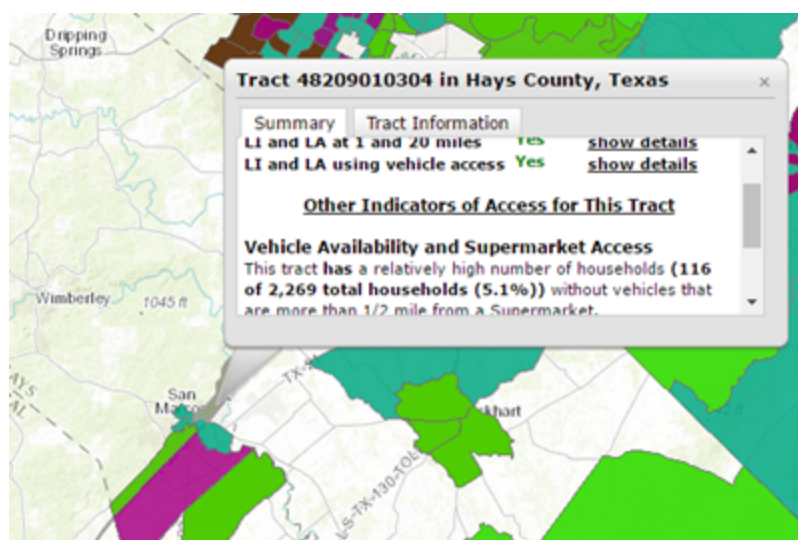 Dripping
Springs
Tract 48209010304 in Hays County, Texas
×
Summary
Tract Information
LI and LA at 1 and 20 miles Yes show details
LI and LA using vehicle access Yes show details
Other Indicators of Access for This Tract
Vehicle Availability and Supermarket Access
This tract has a relatively high number of households (116
of 2,269 total households (5.1%)) without vehicles that
are more than 1/2 mile from a Supermarket.
Wimberley
1045 ft
San
khart